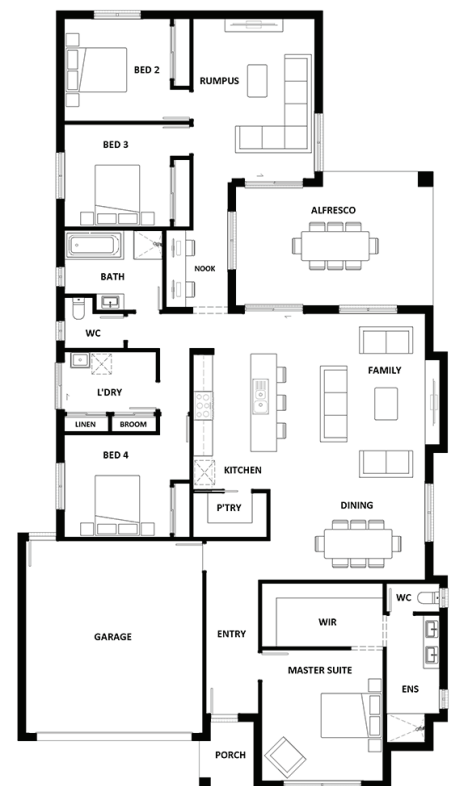 BED 2
RUMPUS
BED 3
ALFRESCO
NOOK
BATH
WC
FAMILY
L'DRY
LINEN
BROOM
BED 4
KITCHEN
P'TRY
DINING
WC
WIR
ENTRY
GARAGE
MASTER SUITE
ENS
PORCH